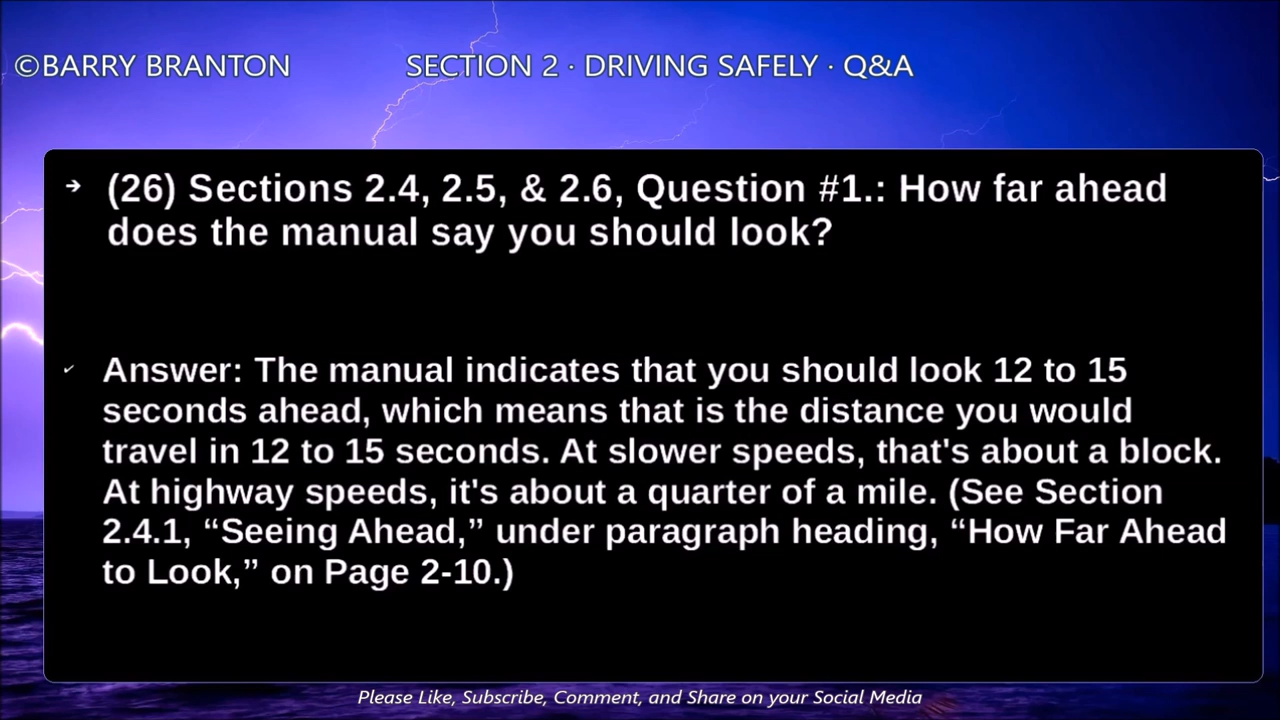 ©BARRY BRANTON
SECTION 2 · DRIVING SAFELY · Q&A
➔ (26) Sections 2.4, 2.5, & 2.6, Question #1.: How far ahead
does the manual say you should look?
✓ Answer: The manual indicates that you should look 12 to 15
seconds ahead, which means that is the distance you would
travel in 12 to 15 seconds. At slower speeds, that's about a block.
At highway speeds, it's about a quarter of a mile. (See Section
2.4.1, “Seeing Ahead,” under paragraph heading, “How Far Ahead
to Look,” on Page 2-10.)
Please Like, Subscribe, Comment, and Share on your Social Media